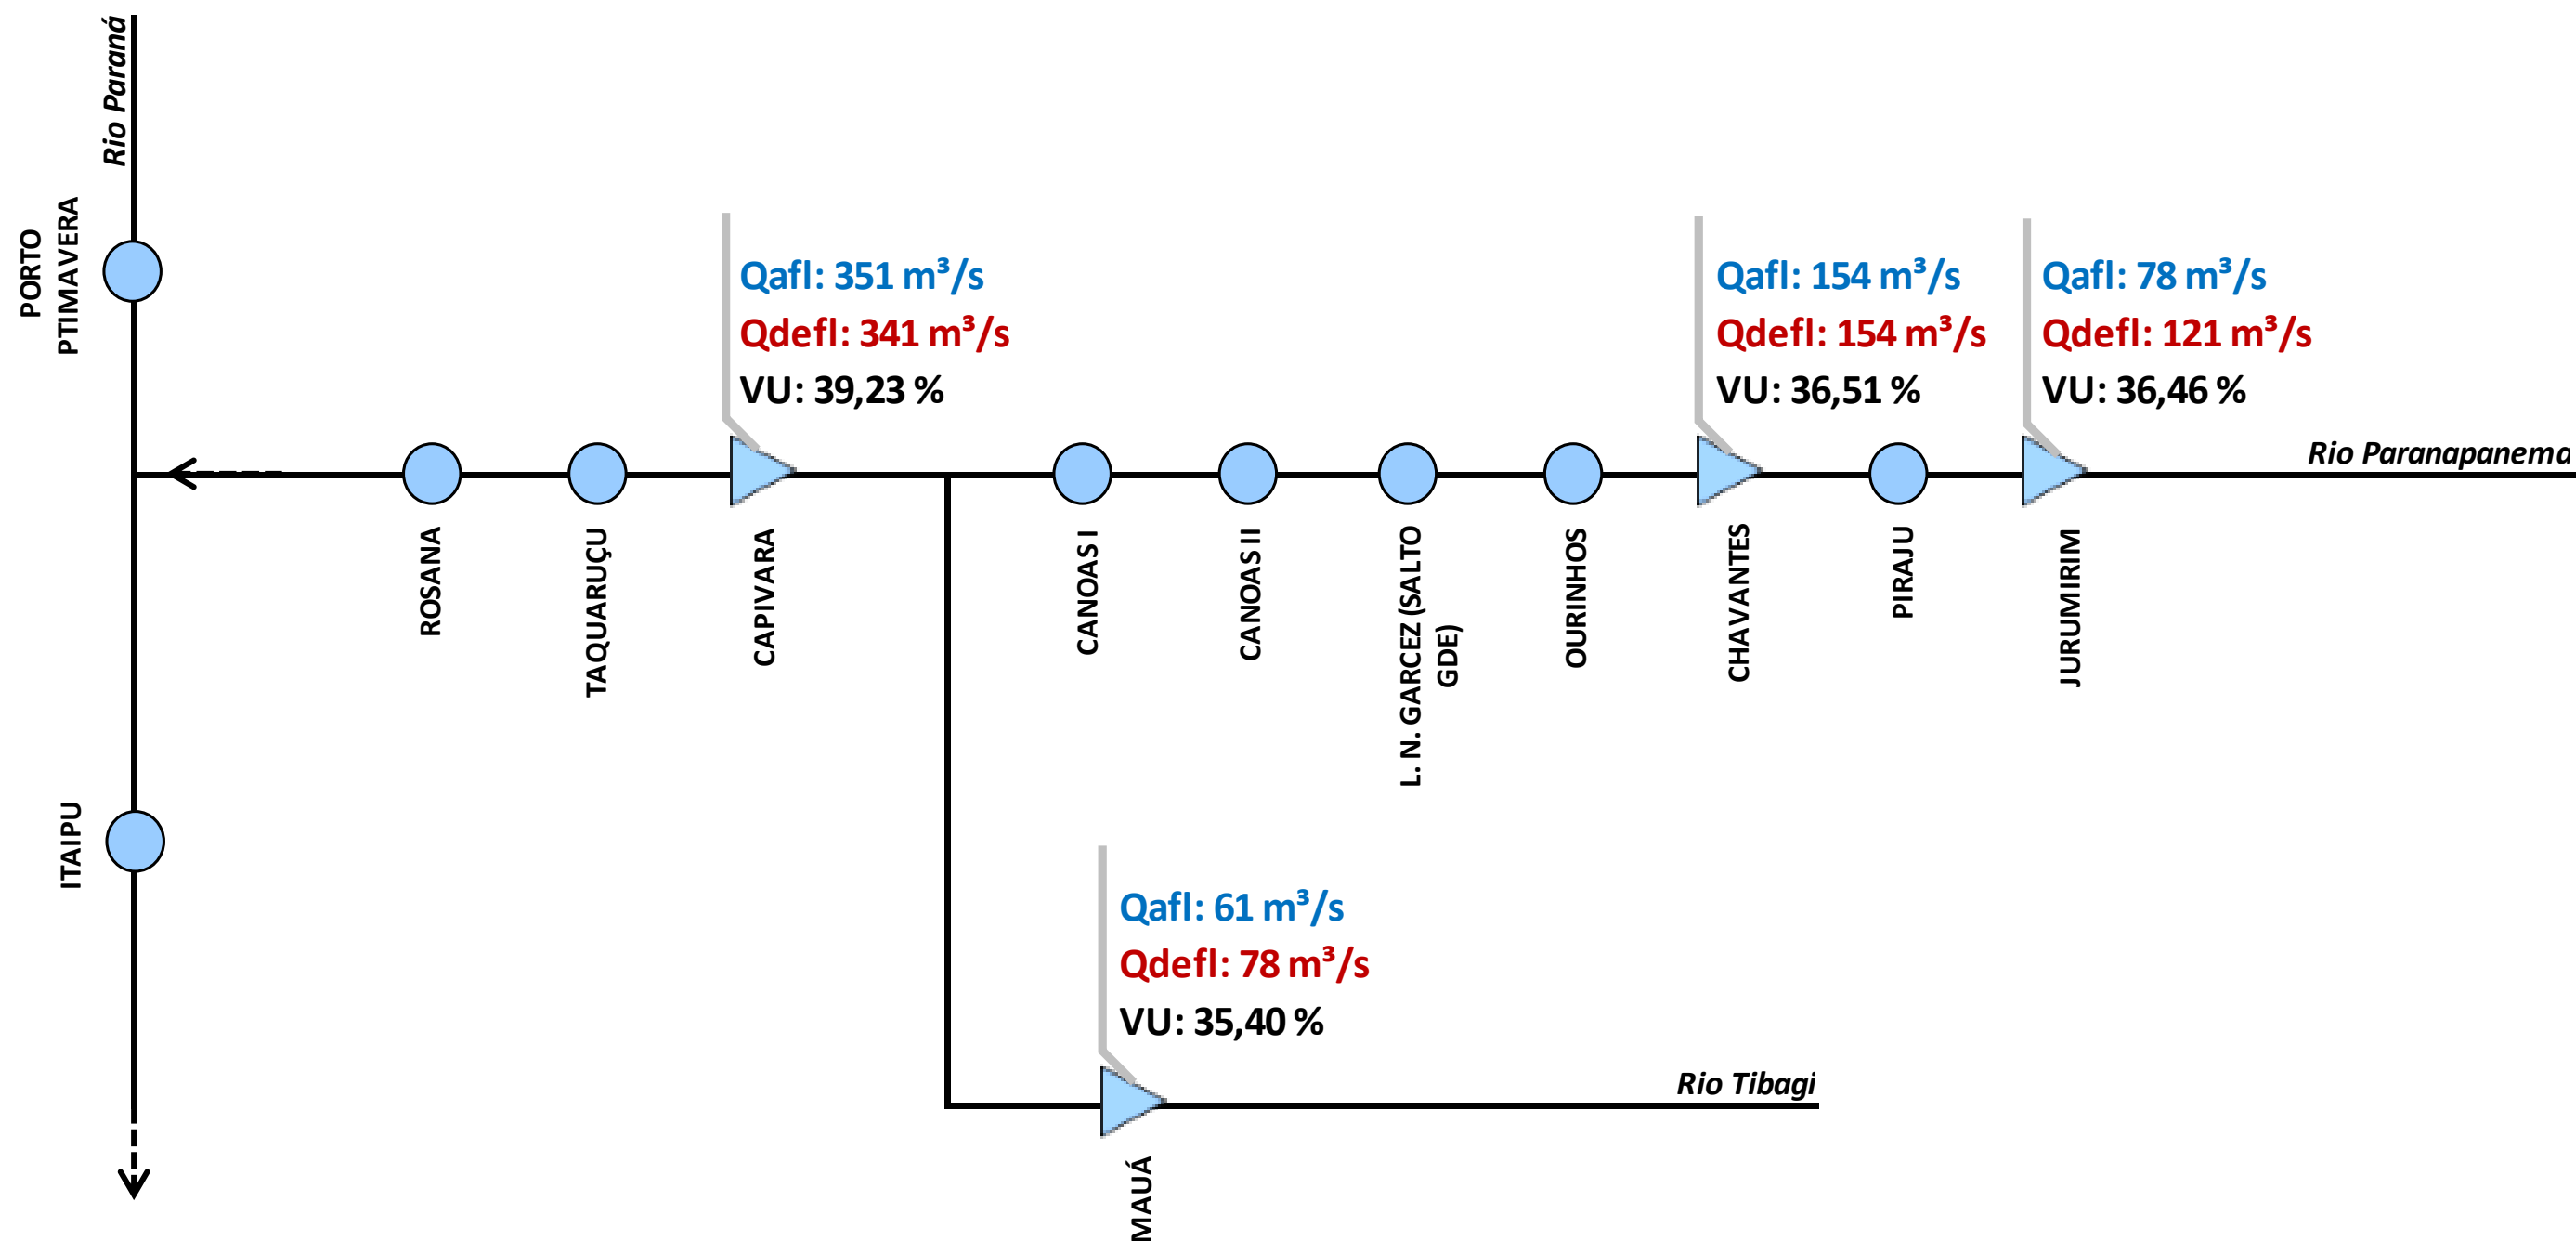 Rio Paraná
PORTO
PTIMAVERA
Qafl: 351 m³/s
Qdefl: 341 m³/s
VU: 39,23 %
Qafl: 154 m³/s
Qdefl: 154 m³/s
VU: 36,51 %
Qafl: 78 m³/s
Qdefl: 121 m³/s
VU: 36,46 %
Rio Paranapanema
ROSANA
TAQUARUÇU
CAPIVARA
CANOAS I
CANOAS II
L. N. GARCEZ (SALTO
GDE)
OURINHOS
CHAVANTES
PIRAJU
JURUMIRIM
ITAIPU
Qafl: 61 m³/s
Qdefl: 78 m³/s
VU: 35,40 %
Rio Tibagi
MAUÁ